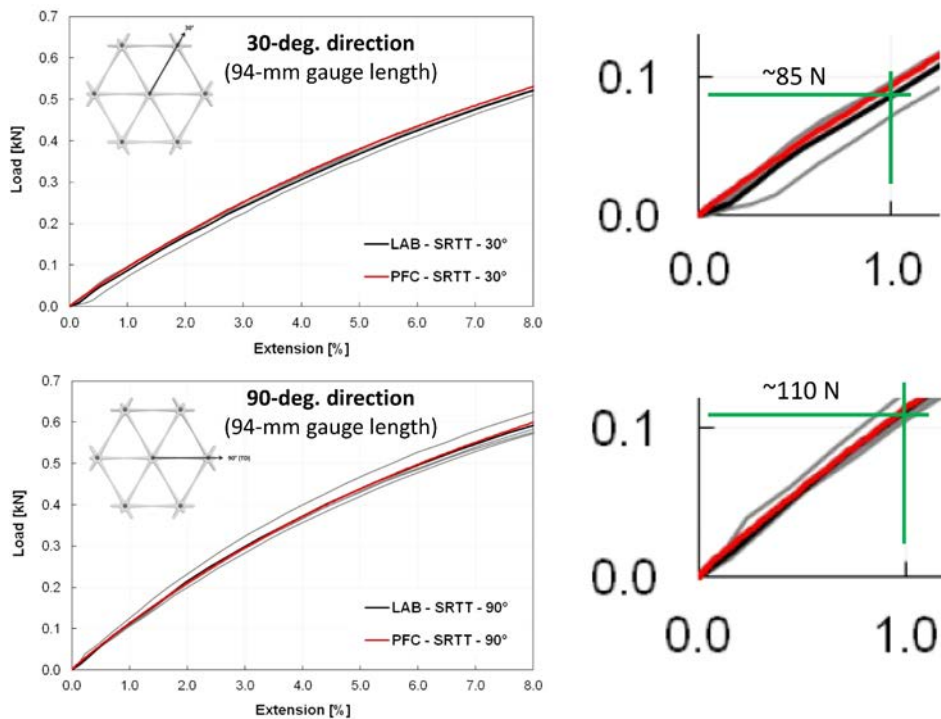 0.7
0.6
0.5
0.4
0.3
0.2
0.1
0.0
Load [kN]
30°
30-deg. direction
(94-mm gauge length)
LAB - SRTT - 30°
PFC - SRTT - 30°
0.0 1.0 2.0 3.0 4.0 5.0 6.0 7.0 8.0
Extension [%]
~85 N
0.1
0.0
0.0 1.0
0.7
0.6
0.5
0.4
0.3
0.2
0.1
0.0
Load [kN]
90° (TD)
90-deg. direction
(94-mm gauge length)
LAB - SRTT - 90°
PFC - SRTT - 90°
0.0 1.0 2.0 3.0 4.0 5.0 6.0 7.0 8.0
Extension [%]
~110 N
0.1
0.0
0.0 1.0